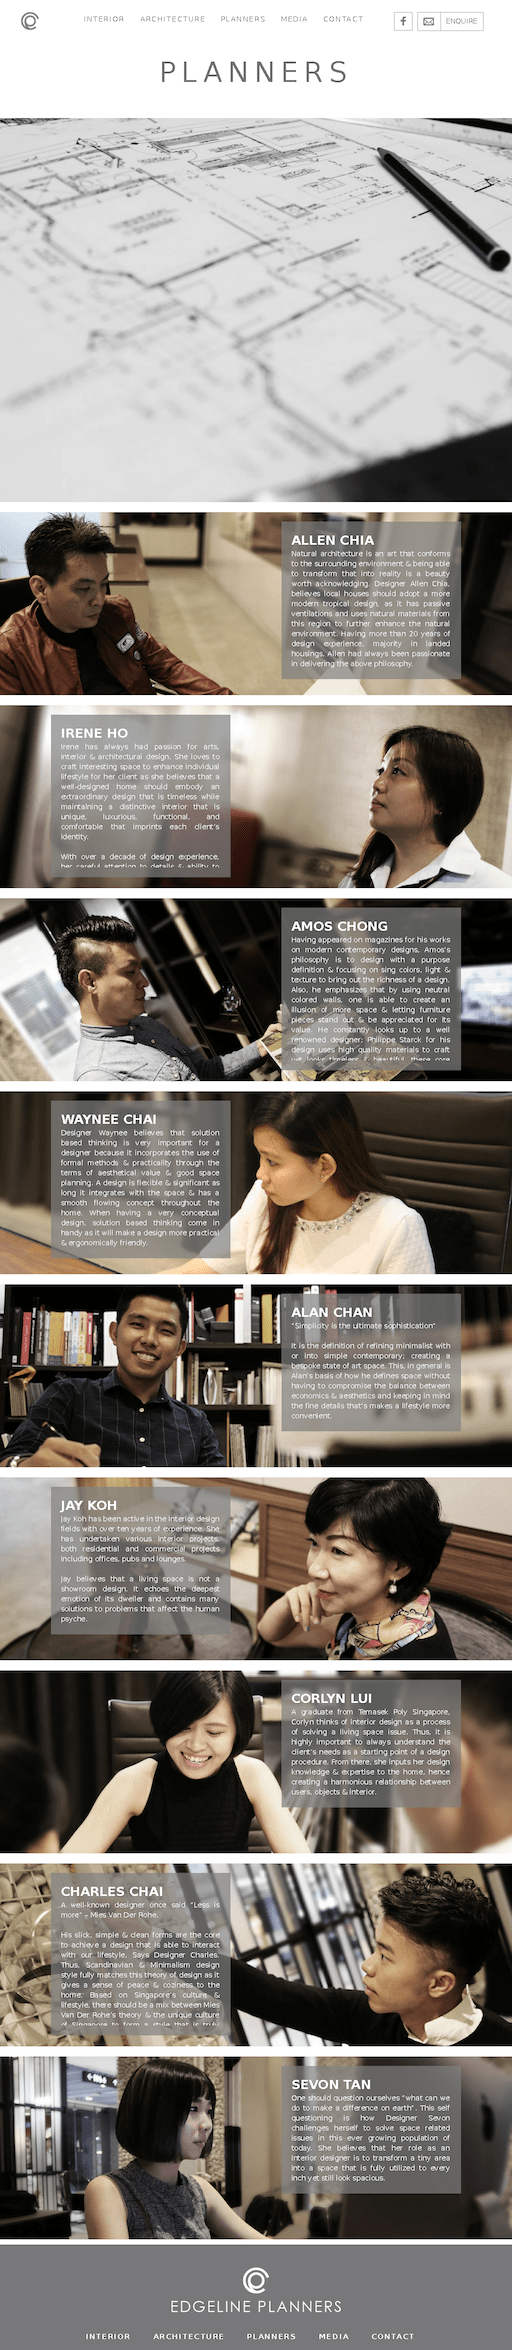 INTERIOR ARCHITECTURE PLANNERS MEDIA CONTACT
ENQUIRE
PLANNERS
ALLEN CHIA
Natural architecture is an art that conforms
to the surrounding environment & being able
to transform that into reality is a beauty
worth acknowledging. Designer Allen Chia,
believes local houses should adopt a more
modern tropical design, as it has passive
ventilations and uses natural materials from
this region to further enhance the natural
environment. Having more than 20 years of
design experience, majority in landed
housings, Allen had always been passionate
in delivering the above philosophy.
IRENE HO
Irene has always had passion for arts,
interior & architectural design. She loves to
craft interesting space to enhance individual
lifestyle for her client as she believes that a
well-designed home should embody an
extraordinary design that is timeless while
maintaining a distinctive interior that is
unique, luxurious, functional, and
comfortable that imprints each client's
identity.
With over a decade of design experience,
her careful attention to details & ability to
AMOS CHONG
Having appeared on magazines for his works
on modern contemporary designs, Amos's
philosophy is to design with a purpose
definition & focusing on sing colors, light &
texture to bring out the richness of a design.
Also, he emphasizes that by using neutral
colored walls, one is able to create an
illusion of more space & letting furniture
pieces stand out & be appreciated for its
value. He constantly looks up to a well
renowned designer; Philippe Starck for his
design uses high quality materials to craft
yet looks timeless & beautiful, these core
WAYNEE CHAI
Designer Waynee believes that solution
based thinking is very important for a
designer because it incorporates the use of
formal methods & practicality through the
terms of aesthetical value & good space
planning. A design is flexible & significant as
long it integrates with the space & has a
smooth flowing concept throughout the
home. When having a very conceptual
design, solution based thinking come in
handy as it will make a design more practical
& ergonomically friendly.
ALAN CHAN
"Simplicity is the ultimate sophistication"
It is the definition of refining minimalist with
or into simple contemporary; creating a
bespoke state of art space. This, in general is
Alan's basis of how he defines space without
having to compromise the balance between
economics & aesthetics and keeping in mind
the fine details that's makes a lifestyle more
convenient.
JAY KOH
Jay Koh has been active in the interior design
fields with over ten years of experience. She
has undertaken various interior projects,
both residential and commercial projects
including offices, pubs and lounges.
Jay believes that a living space is not a
showroom design. It echoes the deepest
emotion of its dweller and contains many
solutions to problems that affect the human
psyche.
CORLYN LUI
A graduate from Temasek Poly Singapore,
Corlyn thinks of interior design as a process
of solving a living space issue. Thus, it is
highly important to always understand the
client's needs as a starting point of a design
procedure. From there, she inputs her design
knowledge & expertise to the home, hence
creating a harmonious relationship between
users, objects & interior.
CHARLES CHAI
A well-known designer once said "Less is
more" – Mies Van Der Rohe.
His slick, simple & clean forms are the core
to achieve a design that is able to interact
with our lifestyle, Says Designer Charles.
Thus, Scandinavian & Minimalism design
style fully matches this theory of design as it
gives a sense of peace & coziness to the
home. Based on Singapore's culture &
lifestyle, there should be a mix between Mies
Van Der Rohe's theory & the unique culture
of Singapore to form a style that is truly
SEVON TAN
One should question ourselves "what can we
do to make a difference on earth". This self
questioning is how Designer Sevon
challenges herself to solve space related
issues in this ever growing population of
today. She believes that her role as an
interior designer is to transform a tiny area
into a space that is fully utilized to every
inch yet still look spacious.
EDGELINE PLANNERS
INTERIOR ARCHITECTURE PLANNERS MEDIA CONTACT